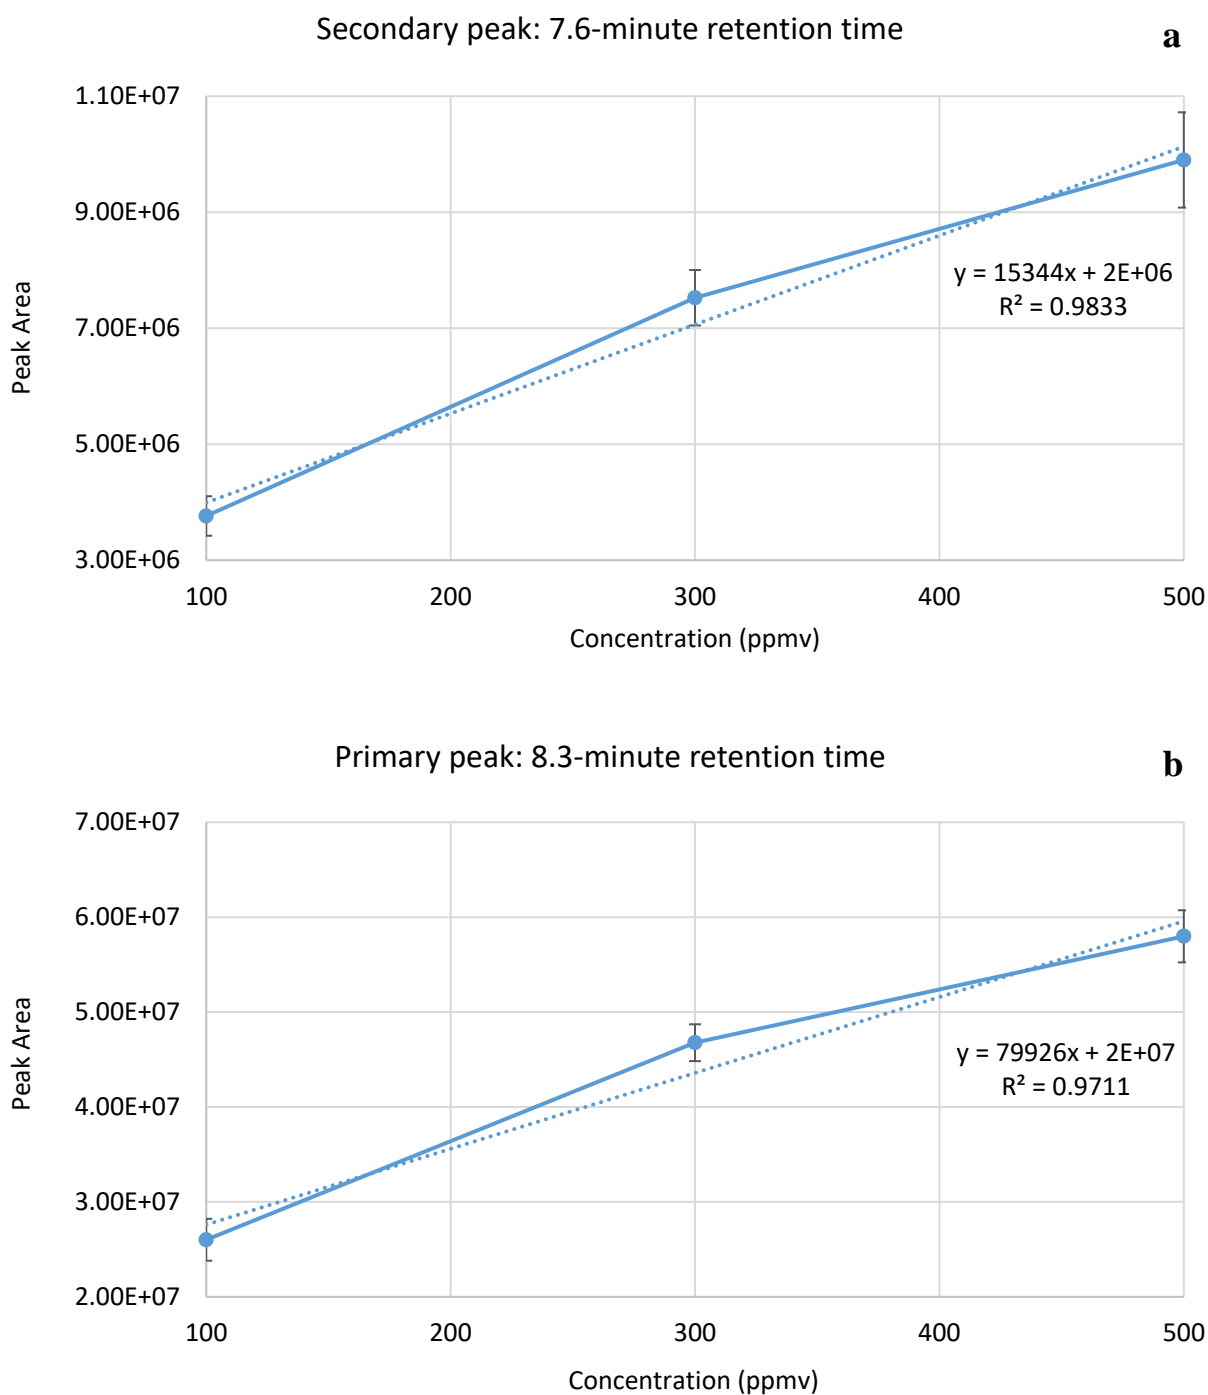 Secondary peak: 7.6-minute retention time
a
1.10E+07
9.00E+06
7.00E+06
5.00E+06
3.00E+06
Peak Area
y = 15344x + 2E+06
R² = 0.9833
100 200 300 400 500
Concentration (ppmv)
Primary peak: 8.3-minute retention time
b
7.00E+07
6.00E+07
5.00E+07
4.00E+07
3.00E+07
2.00E+07
Peak Area
y = 79926x + 2E+07
R² = 0.9711
100 200 300 400 500
Concentration (ppmv)